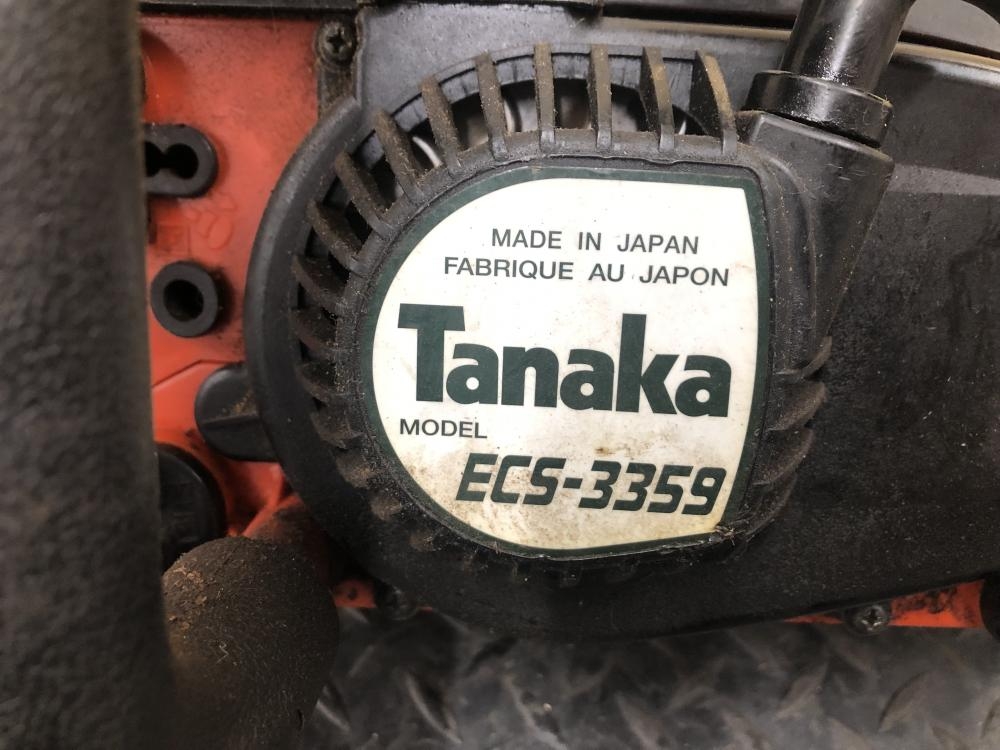 MADE IN JAPAN
FABRIQUE AU JAPON
Tanaka
MODEL
ECS-3359